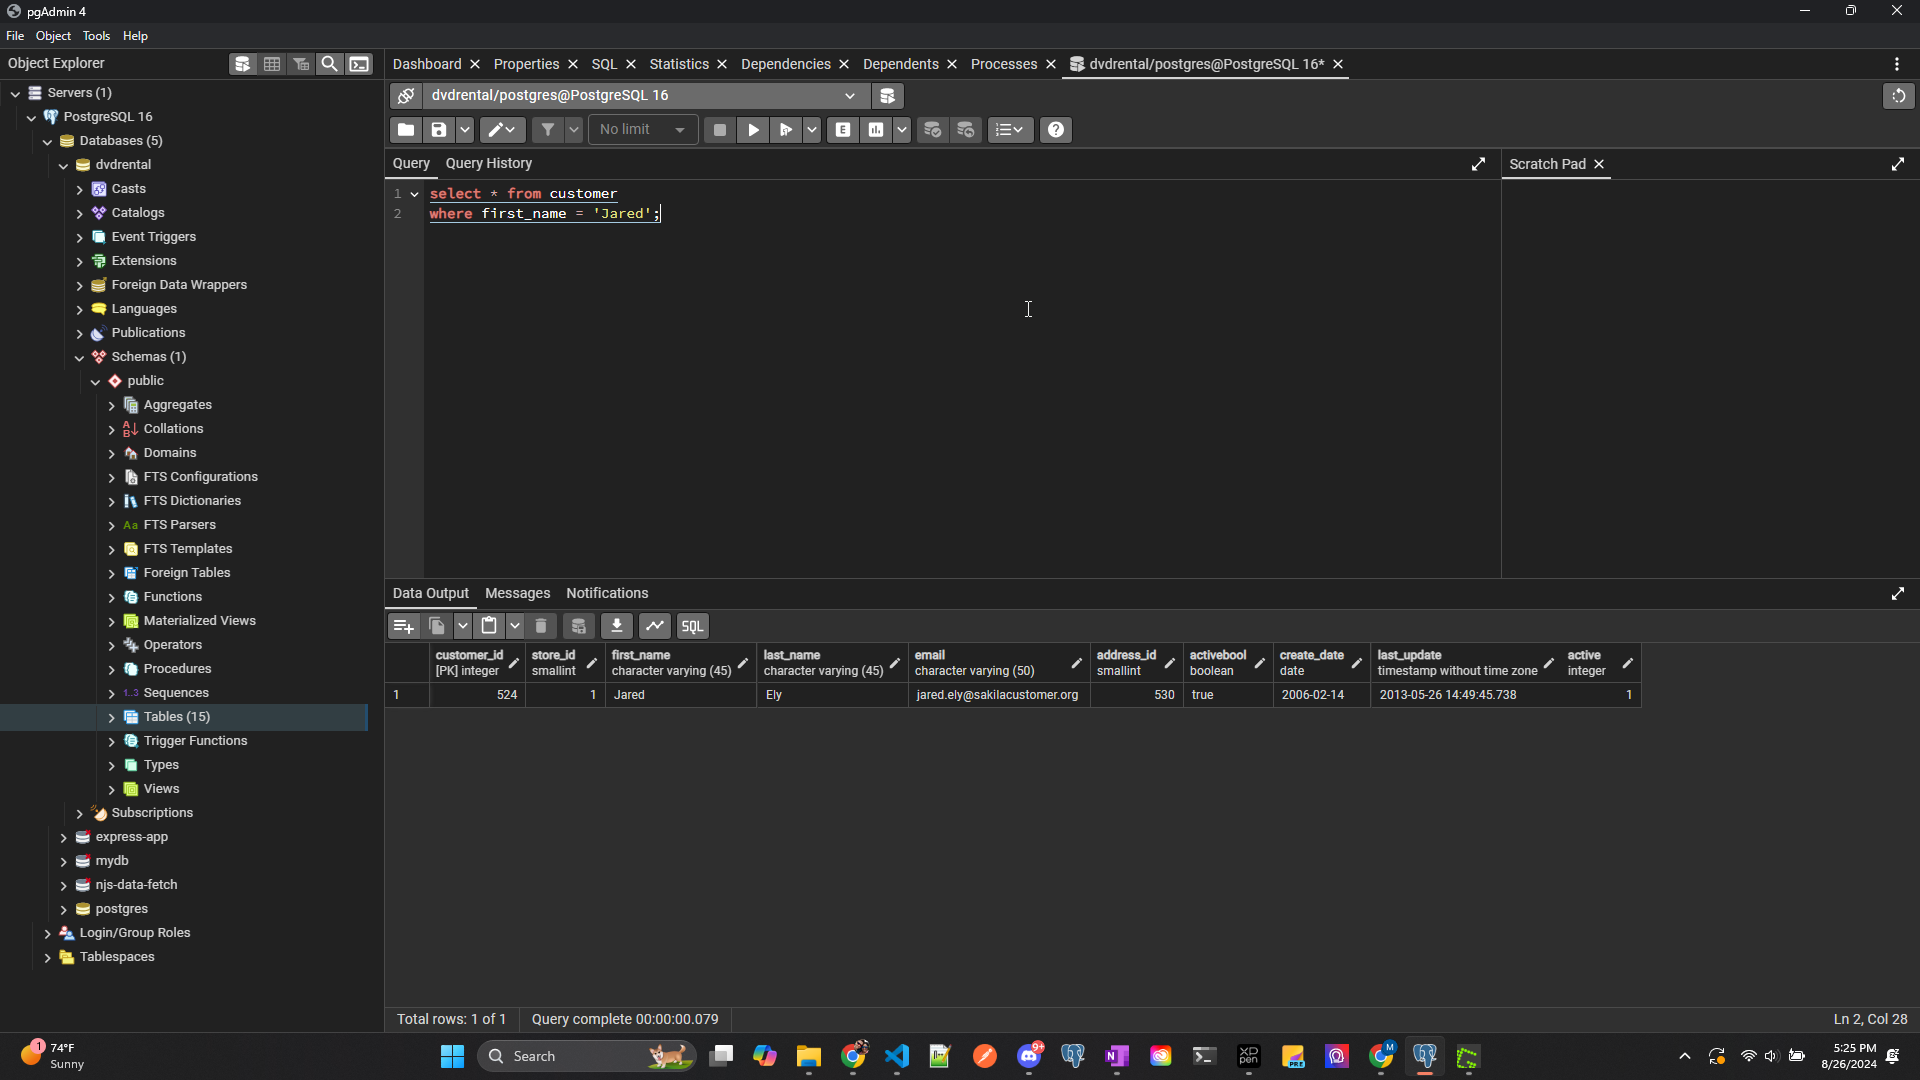 pgAdmin 4
File Object Tools Help
Object Explorer
Dashboard Properties SQL Statistics Dependencies Dependents Processes dvdrental/postgres@PostgreSQL 16*
Servers (1)
PostgreSQL 16
Databases (5)
dvdrental
Casts
Catalogs
Event Triggers
Extensions
Foreign Data Wrappers
Languages
Publications
Schemas (1)
public
Aggregates
Collations
Domains
FTS Configurations
FTS Dictionaries
Aa FTS Parsers
FTS Templates
Foreign Tables
Functions
Materialized Views
Operators
Procedures
1..3 Sequences
Tables (15)
Trigger Functions
Types
Views
Subscriptions
express-app
mydb
njs-data-fetch
postgres
Login/Group Roles
Tablespaces
dvdrental/postgres@PostgreSQL 16
No limit
E
Query Query History
Scratch Pad
1 select * from customer
2 where first_name = 'Jared';
Data Output Messages Notifications
SQL
customer_id store_id first_name last_name email address_id activebool create_date last_update active
[PK] integer smallint character varying (45) character varying (45) character varying (50) smallint boolean date timestamp without time zone integer
1 524 1 Jared Ely jared.ely@sakilacustomer.org 530 true 2006-02-14 2013-05-26 14:49:45.738 1
Total rows: 1 of 1 Query complete 00:00:00.079 Ln 2, Col 28
1 74°F
Sunny
Search
9+
XP
pen
PRE
M
5:25 PM
8/26/2024